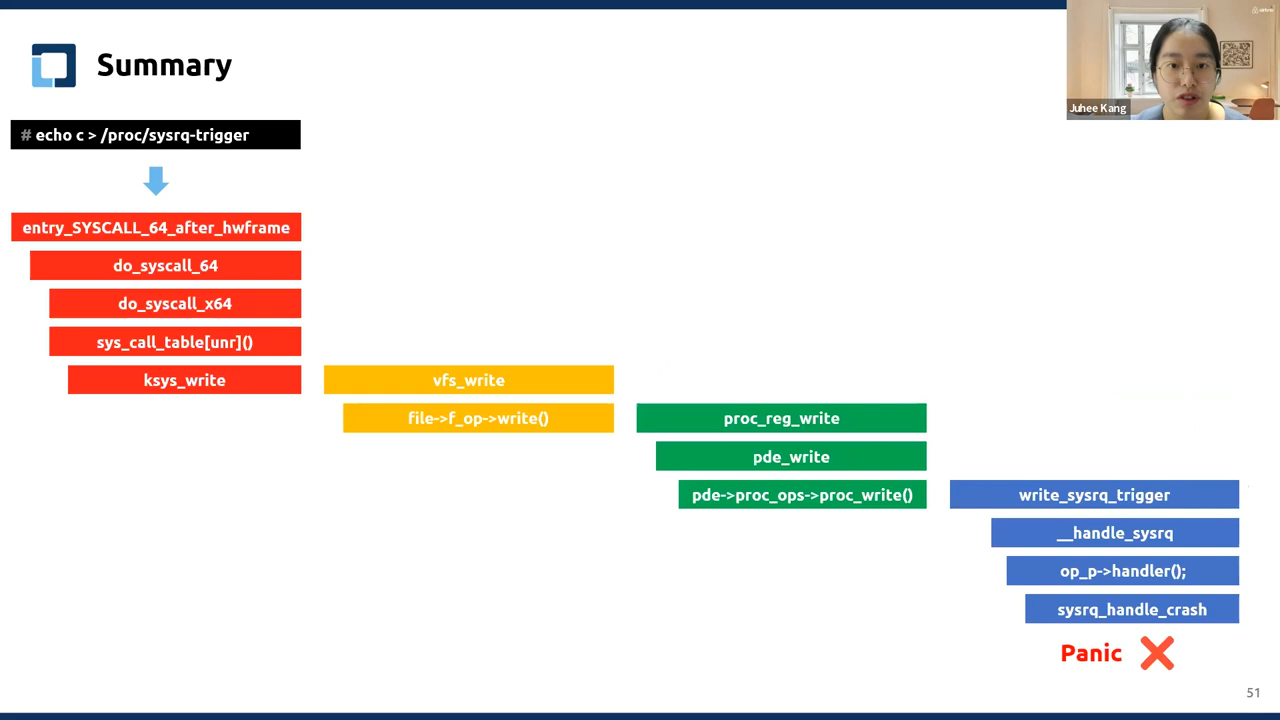 Summary
Juhee Kang
# echo c > /proc/sysrq-trigger
entry_SYSCALL_64_after_hwframe
do_syscall_64
do_syscall_x64
sys_call_table[unr]()
ksys_write
vfs_write
file->f_op->write()
proc_reg_write
pde_write
pde->proc_ops->proc_write()
write_sysrq_trigger
__handle_sysrq
op_p->handler();
sysrq_handle_crash
Panic
51